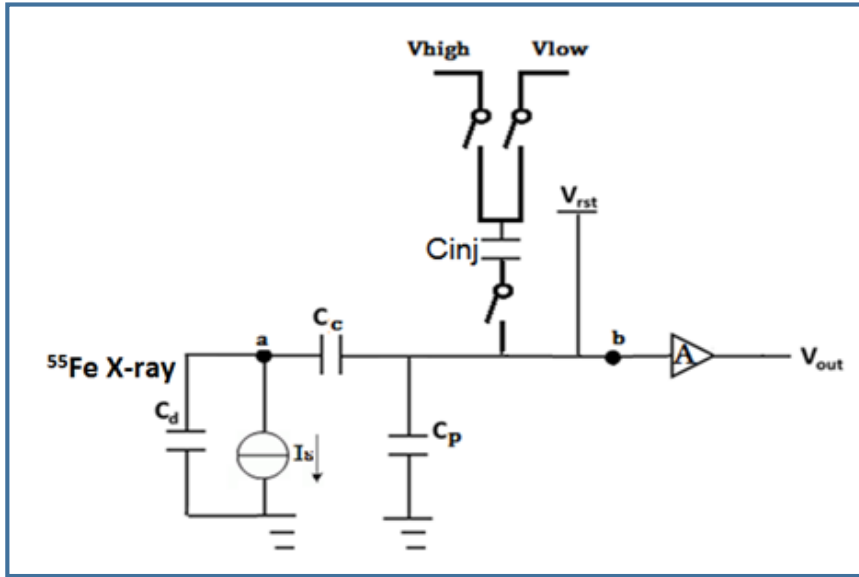 Vhigh Vlow
Vrst
Cinj
Cc
a
b
55Fe X-ray
A
Vout
Cd
Is
Cp